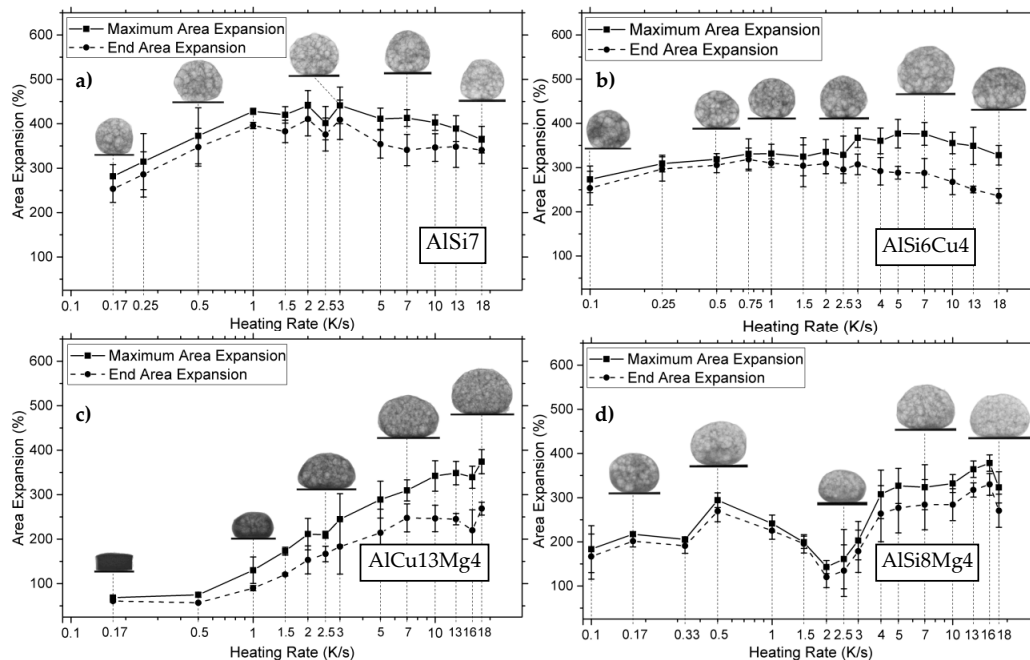 Maximum Area Expansion
End Area Expansion
a)
AlSi7
Area Expansion (%)
600
500
400
300
200
100
0.1 0.17 0.25 0.5 1 1.5 2 2.5 3 5 7 10 13 18
Heating Rate (K/s)
Maximum Area Expansion
End Area Expansion
b)
AlSi6Cu4
Area Expansion (%)
600
500
400
300
200
100
0.1 0.25 0.5 0.75 1 1.5 2 2.5 3 4 5 7 10 13 18
Heating Rate (K/s)
Maximum Area Expansion
End Area Expansion
c)
AlCu13Mg4
Area Expansion (%)
600
500
400
300
200
100
0.1 0.17 0.5 1 1.5 2 2.5 3 5 7 10 13 16 18
Heating Rate (K/s)
Maximum Area Expansion
End Area Expansion
d)
AlSi8Mg4
Area Expansion (%)
600
500
400
300
200
100
0.1 0.17 0.33 0.5 1 1.5 2 2.5 3 4 5 7 10 13 16 18
Heating Rate (K/s)